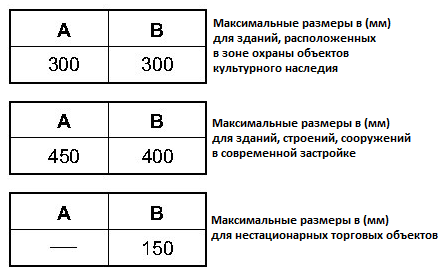 A B
300 300
Максимальные размеры в (мм)
для зданий, расположенных
в зоне охраны объектов
культурного наследия
A B
450 400
Максимальные размеры в (мм)
для зданий, строений, сооружений
в современной застройке
A B
— 150
Максимальные размеры в (мм)
для нестационарных торговых объектов